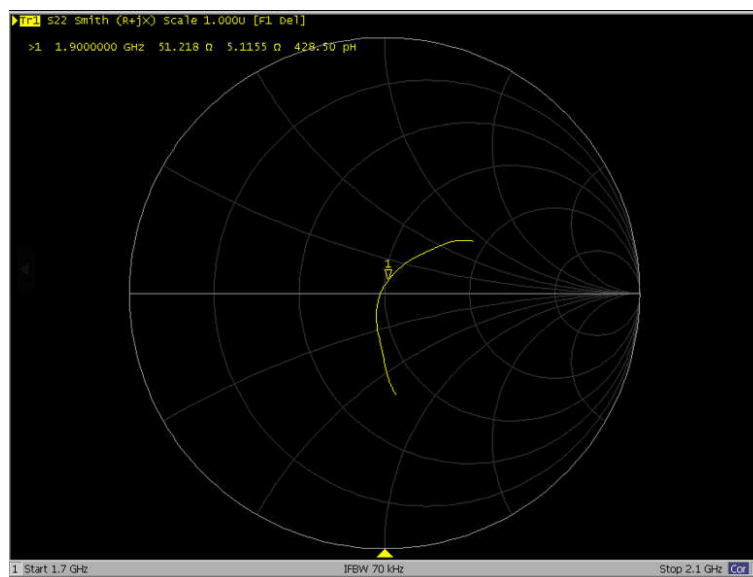 Tr1 S22 Smith (R+jX) Scale 1.000U [F1 Del]
>1 1.9000000 GHz 51.218 Ω 5.1155 Ω 428.50 pH
1
1 Start 1.7 GHz IFBW 70 kHz Stop 2.1 GHz Cor